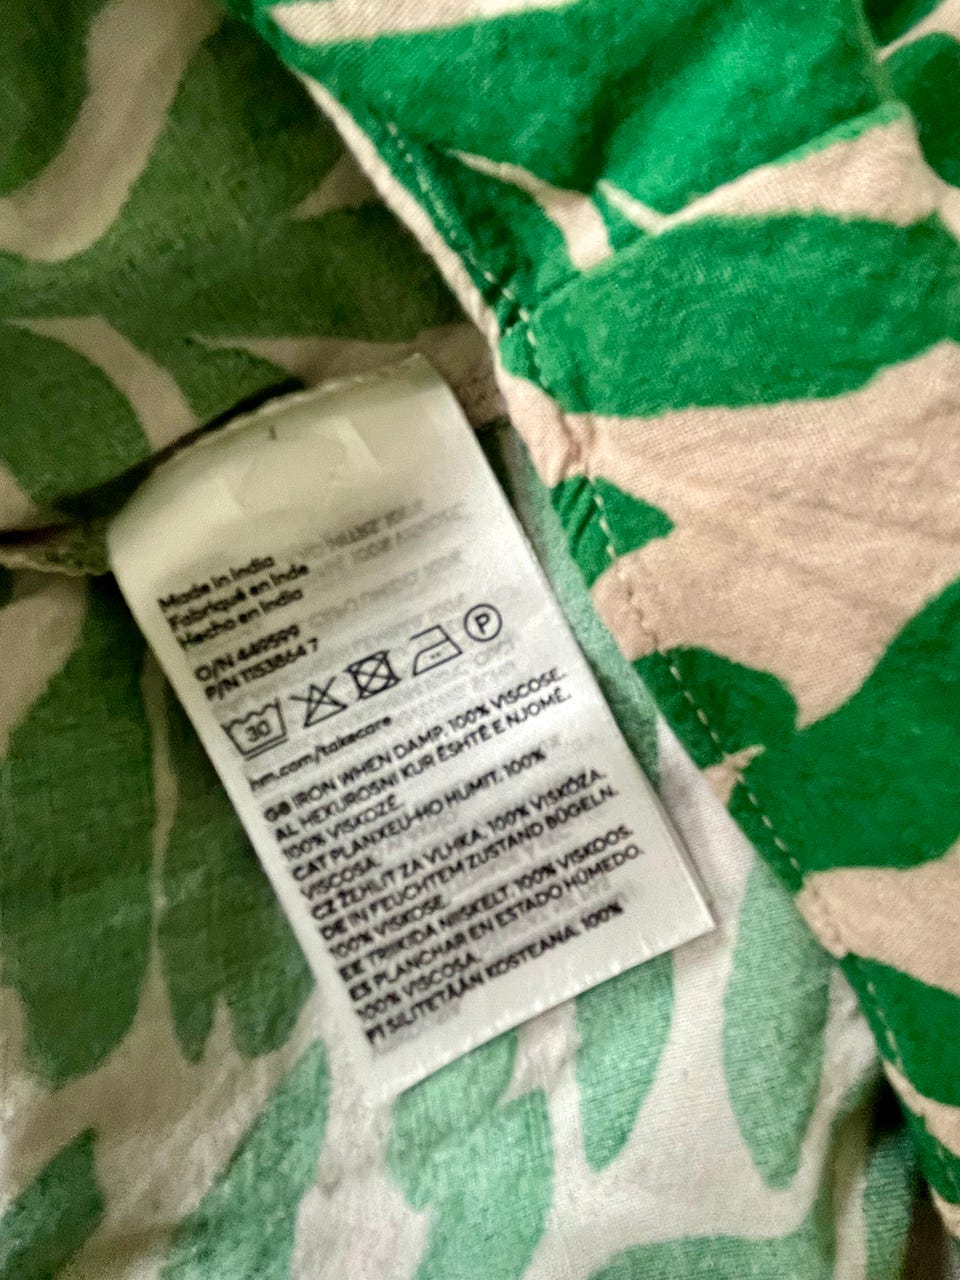 Made in India
Fabriqué en Inde
Hecho en India
O/N 449599
P/N 1153864 7
30
P
hm.com/takecare
GB IRON WHEN DAMP. 100% VISCOSE.
AL HEKUROSNI KUR ËSHTË E NJOMË.
100% VISKOZË.
CAT PLANXEU-HO HUMIT. 100%
VISCOSA.
CZ ŽEHLIT ZA VLHKA. 100% VISKÓZA.
DE IN FEUCHTEM ZUSTAND BÜGELN.
100% VISKOSE.
EE TRIIKIDA NIISKELT. 100% VISKOOS.
ES PLANCHAR EN ESTADO HÚMEDO.
100% VISCOSA.
FI SILITETÄÄN KOSTEANA. 100%